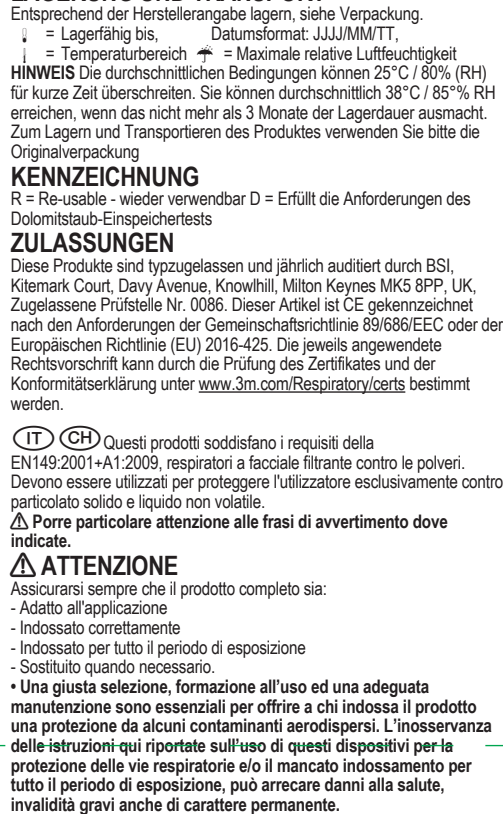 LAGERUNG UND TRANSPORT
Entsprechend der Herstellerangabe lagern, siehe Verpackung.
= Lagerfähig bis, Datumsformat: JJJJ/MM/TT,
= Temperaturbereich = Maximale relative Luftfeuchtigkeit
HINWEIS Die durchschnittlichen Bedingungen können 25°C / 80% (RH)
für kurze Zeit überschreiten. Sie können durchschnittlich 38°C / 85°% RH
erreichen, wenn das nicht mehr als 3 Monate der Lagerdauer ausmacht.
Zum Lagern und Transportieren des Produktes verwenden Sie bitte die
Originalverpackung
KENNZEICHNUNG
R = Re-usable - wieder verwendbar D = Erfüllt die Anforderungen des
Dolomitstaub-Einspeichertests
ZULASSUNGEN
Diese Produkte sind typzugelassen und jährlich auditiert durch BSI,
Kitemark Court, Davy Avenue, Knowlhill, Milton Keynes MK5 8PP, UK,
Zugelassene Prüfstelle Nr. 0086. Dieser Artikel ist CE gekennzeichnet
nach den Anforderungen der Gemeinschaftsrichtlinie 89/686/EEC oder der
Europäischen Richtlinie (EU) 2016-425. Die jeweils angewendete
Rechtsvorschrift kann durch die Prüfung des Zertifikates und der
Konformitätserklärung unter www.3m.com/Respiratory/certs bestimmt
werden.
IT CH Questi prodotti soddisfano i requisiti della
EN149:2001+A1:2009, respiratori a facciale filtrante contro le polveri.
Devono essere utilizzati per proteggere l'utilizzatore esclusivamente contro
particolato solido e liquido non volatile.
⚠ Porre particolare attenzione alle frasi di avvertimento dove
indicate.
⚠ ATTENZIONE
Assicurarsi sempre che il prodotto completo sia:
- Adatto all'applicazione
- Indossato correttamente
- Indossato per tutto il periodo di esposizione
- Sostituito quando necessario.
• Una giusta selezione, formazione all'uso ed una adeguata
manutenzione sono essenziali per offrire a chi indossa il prodotto
una protezione da alcuni contaminanti aerodispersi. L'inosservanza
delle istruzioni qui riportate sull'uso di questi dispositivi per la
protezione delle vie respiratorie e/o il mancato indossamento per
tutto il periodo di esposizione, può arrecare danni alla salute,
invalidità gravi anche di carattere permanente.